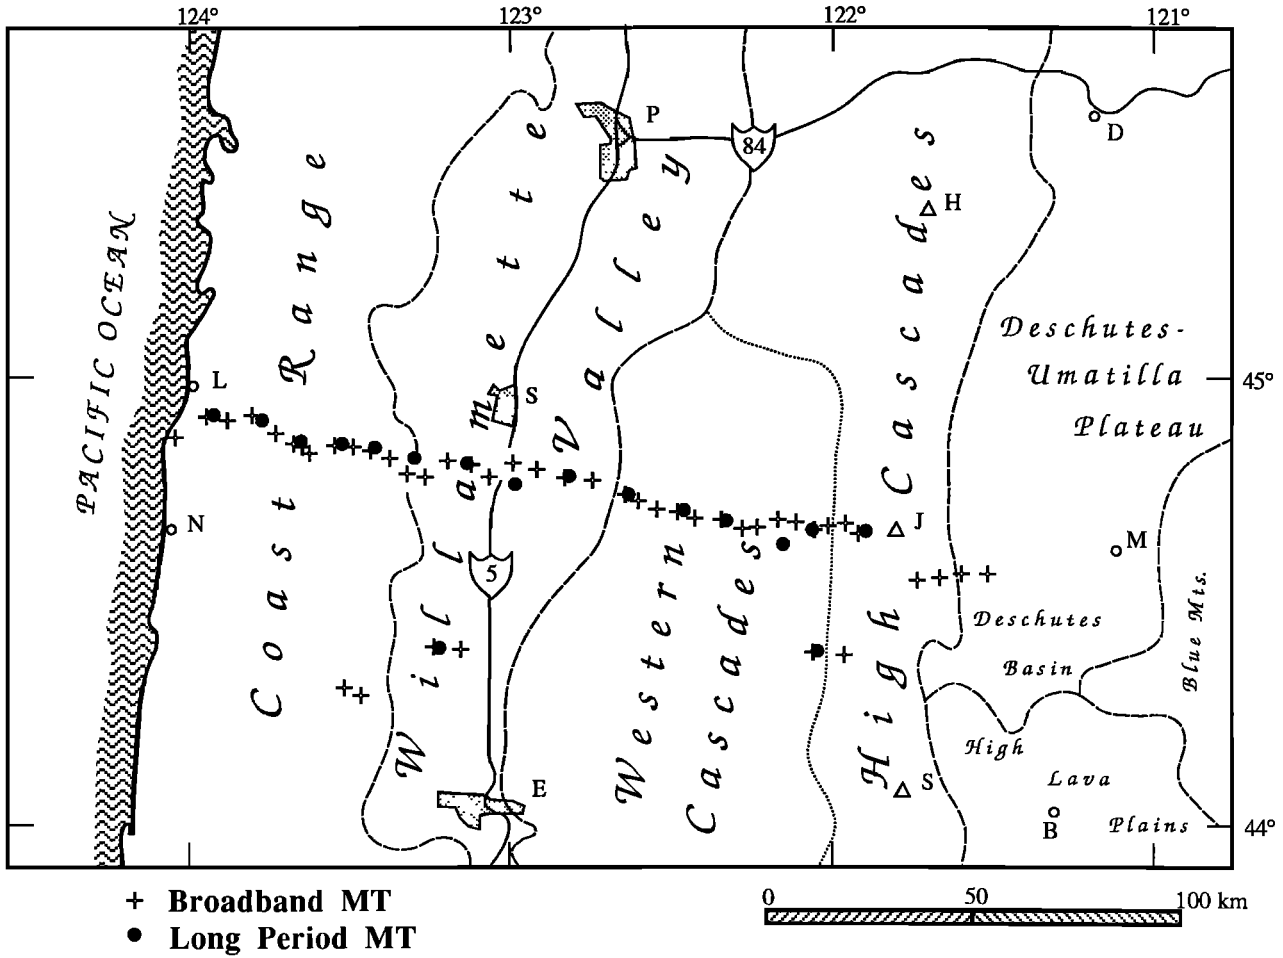 124°
123°
122°
121°
P
84
D
H
PACIFIC OCEAN
Coast Range
Willamette Valley
Western
Cascades
High Cascades
Deschutes-
Umatilla
Plateau
L
S
45°
N
J
M
5
Deschutes
Basin
Blue Mts.
High
Lava
Plains
S
E
B
44°
Broadband MT
Long Period MT
0 50 100 km